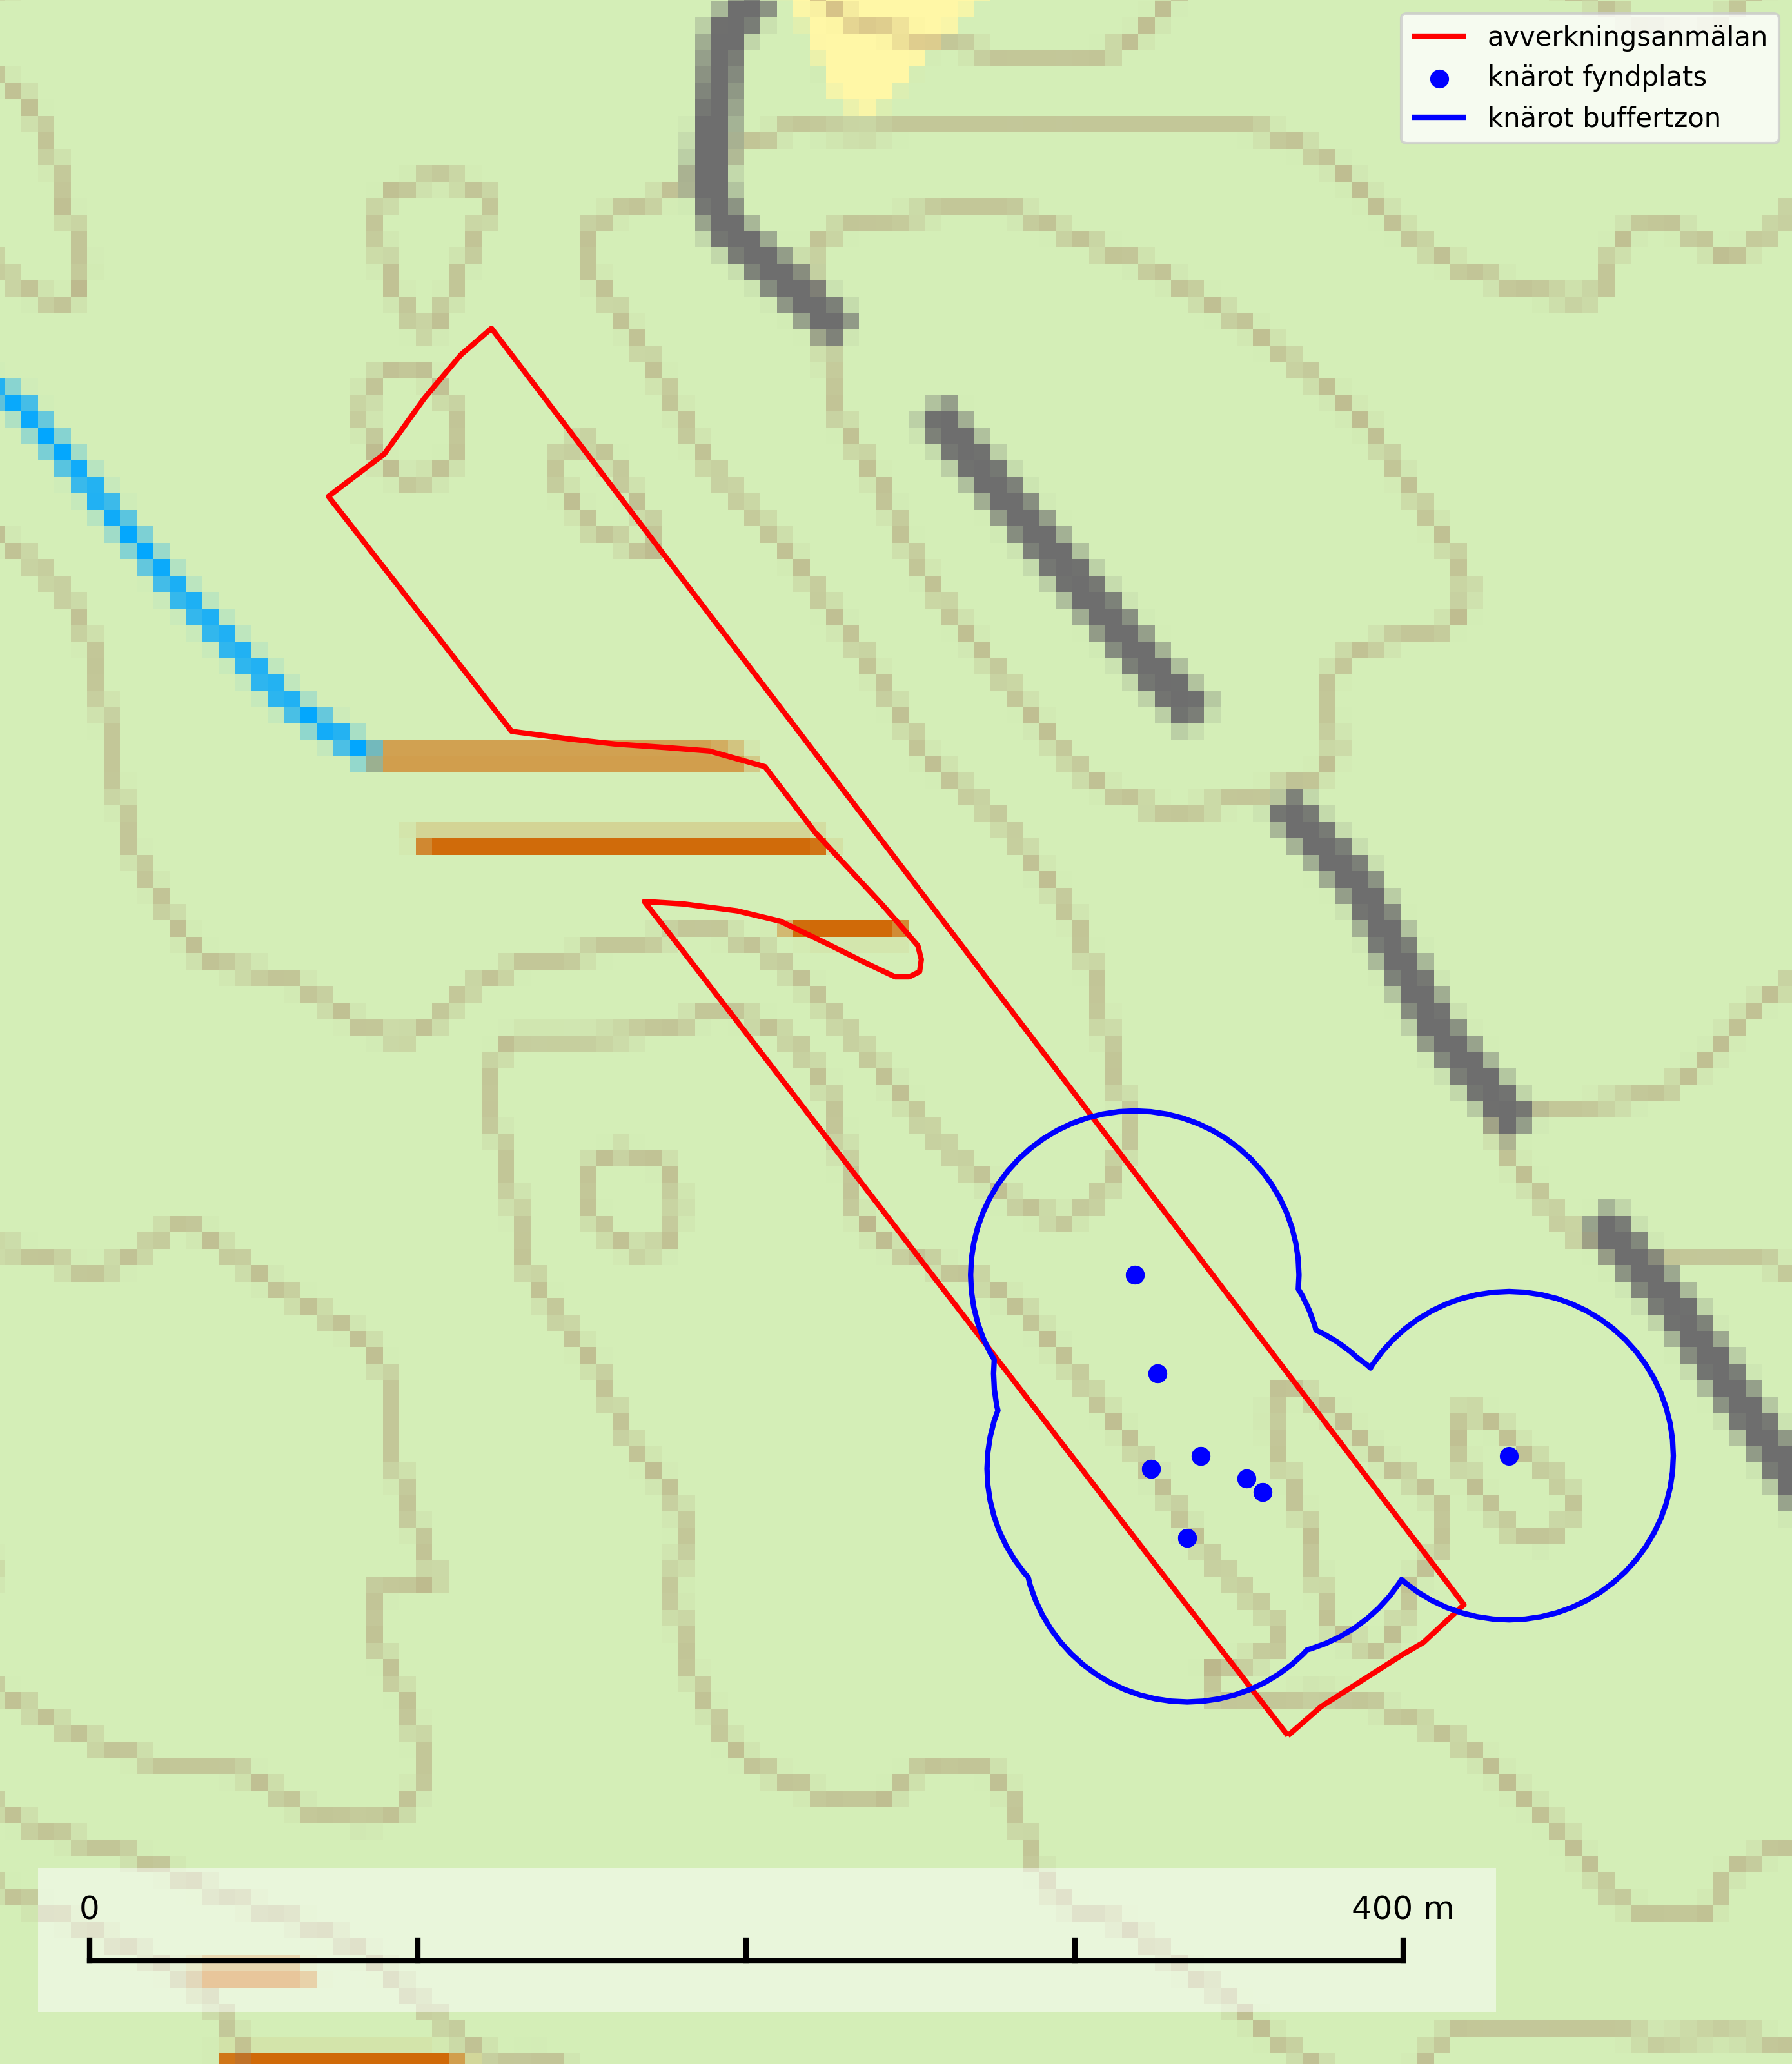 avverkningsanmälan
knärot fyndplats
knärot buffertzon
0 400 m